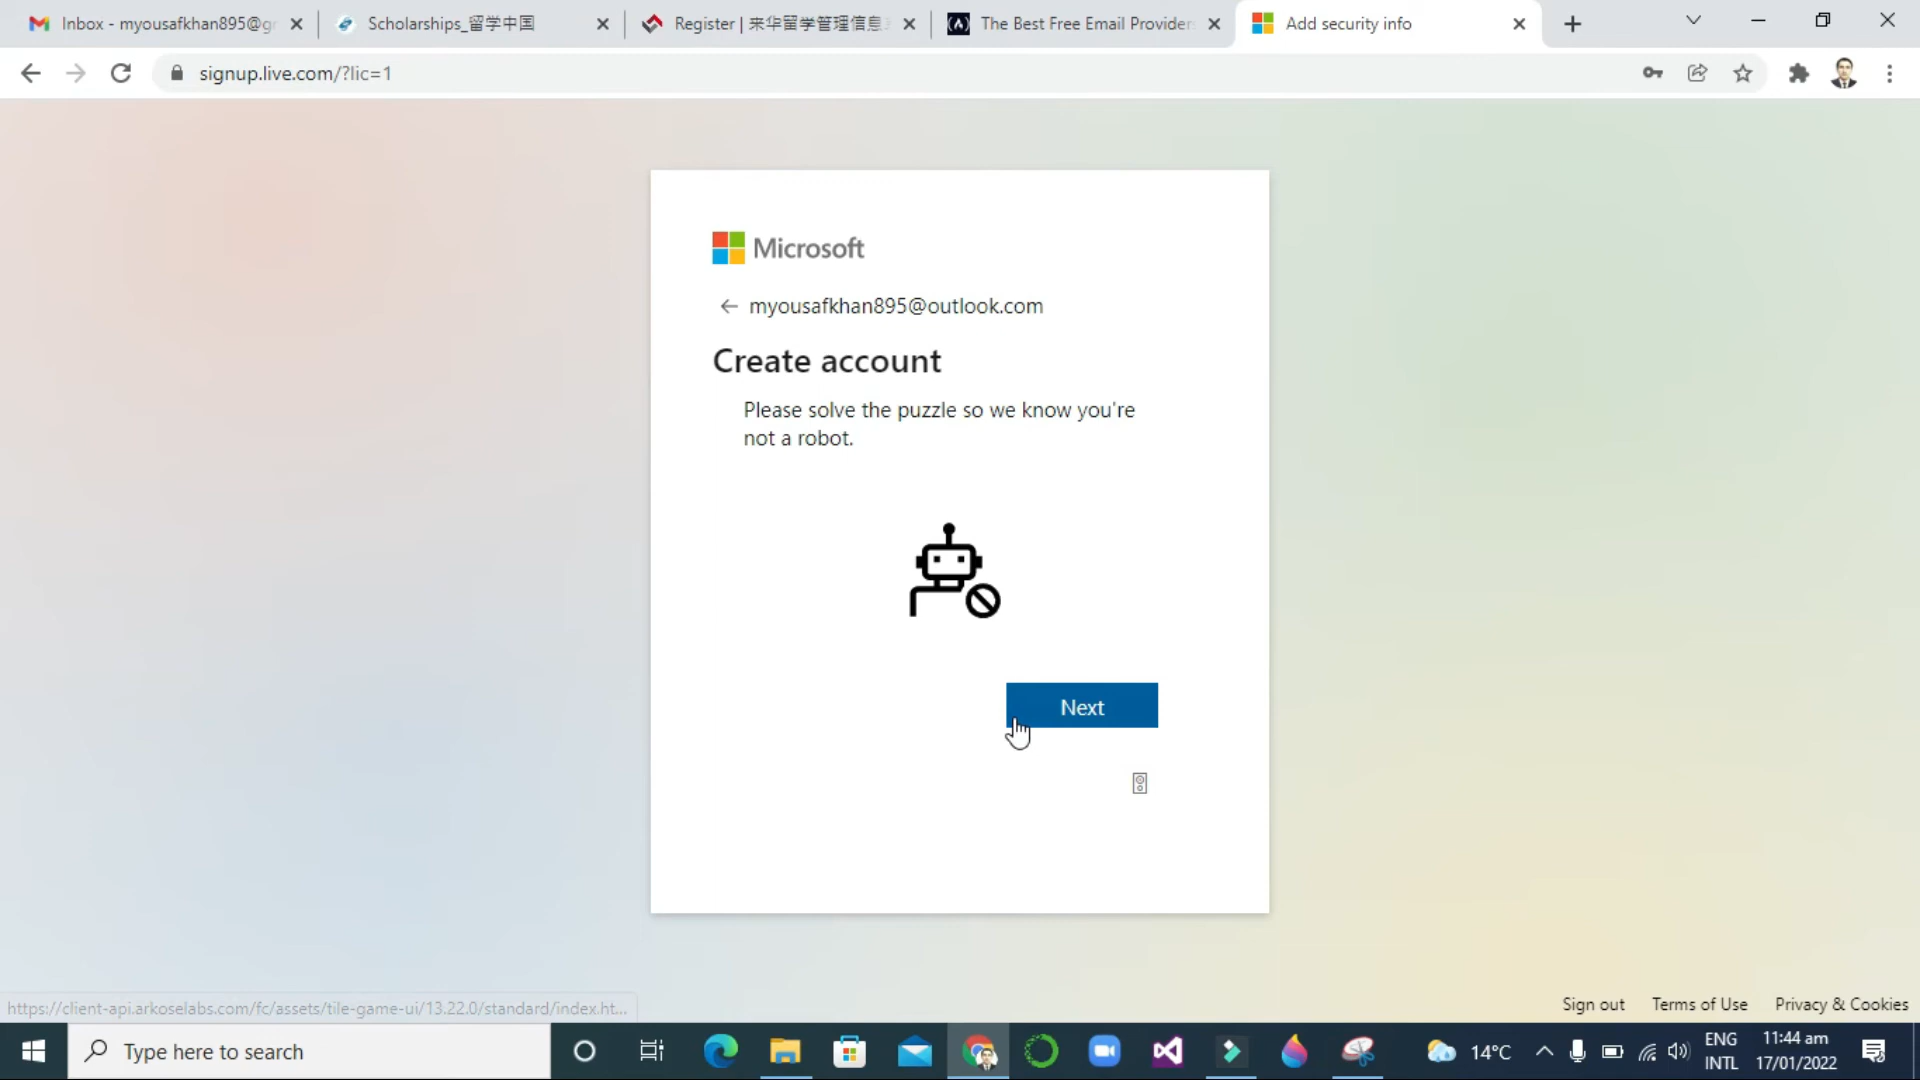 Inbox - myousafkhan895@g
Scholarships_留学中国
Register | 来华留学管理信息
The Best Free Email Provider
Add security info
signup.live.com/?lic=1
Microsoft
myousafkhan895@outlook.com
Create account
Please solve the puzzle so we know you're
not a robot.
Next
https://client-api.arkoselabs.com/fc/assets/tile-game-ui/13.22.0/standard/index.ht...
Sign out
Terms of Use
Privacy & Cookies
Type here to search
14°C
ENG
INTL
11:44 am
17/01/2022